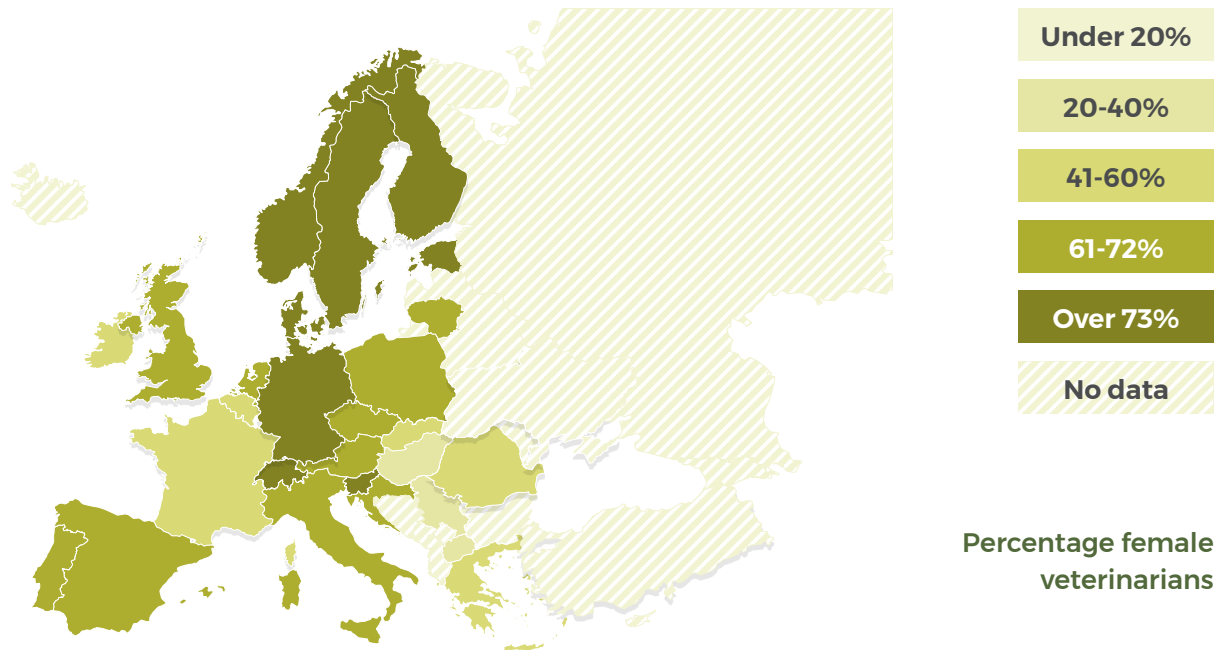 Under 20%
20-40%
41-60%
61-72%
Over 73%
No data
Percentage female
veterinarians